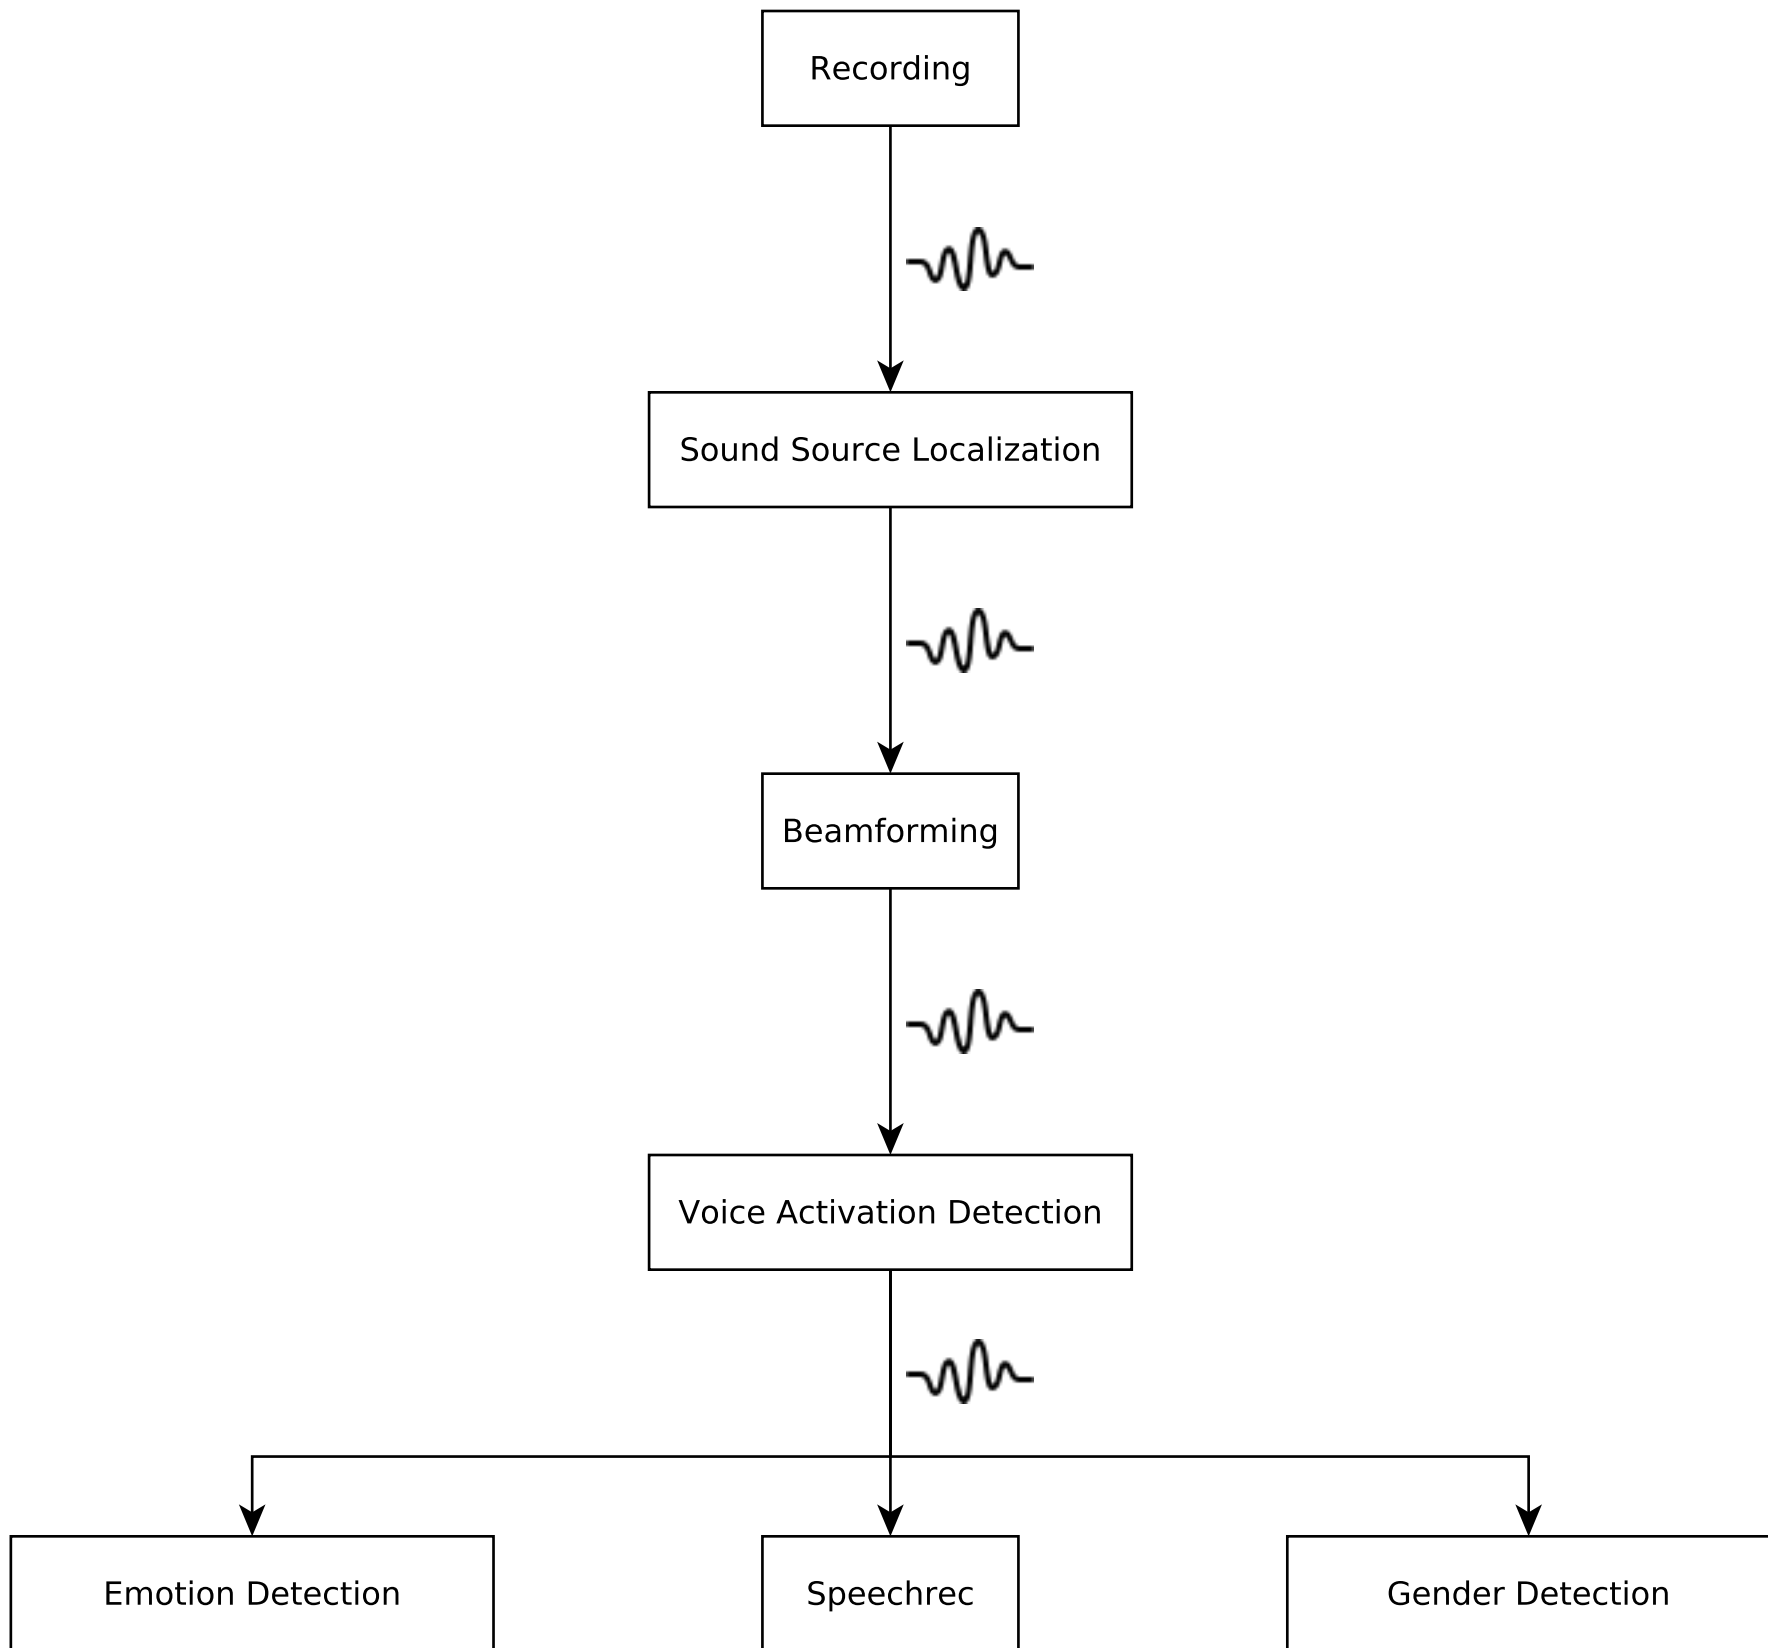 Recording
Sound Source Localization
Beamforming
Voice Activation Detection
Emotion Detection
Speechrec
Gender Detection